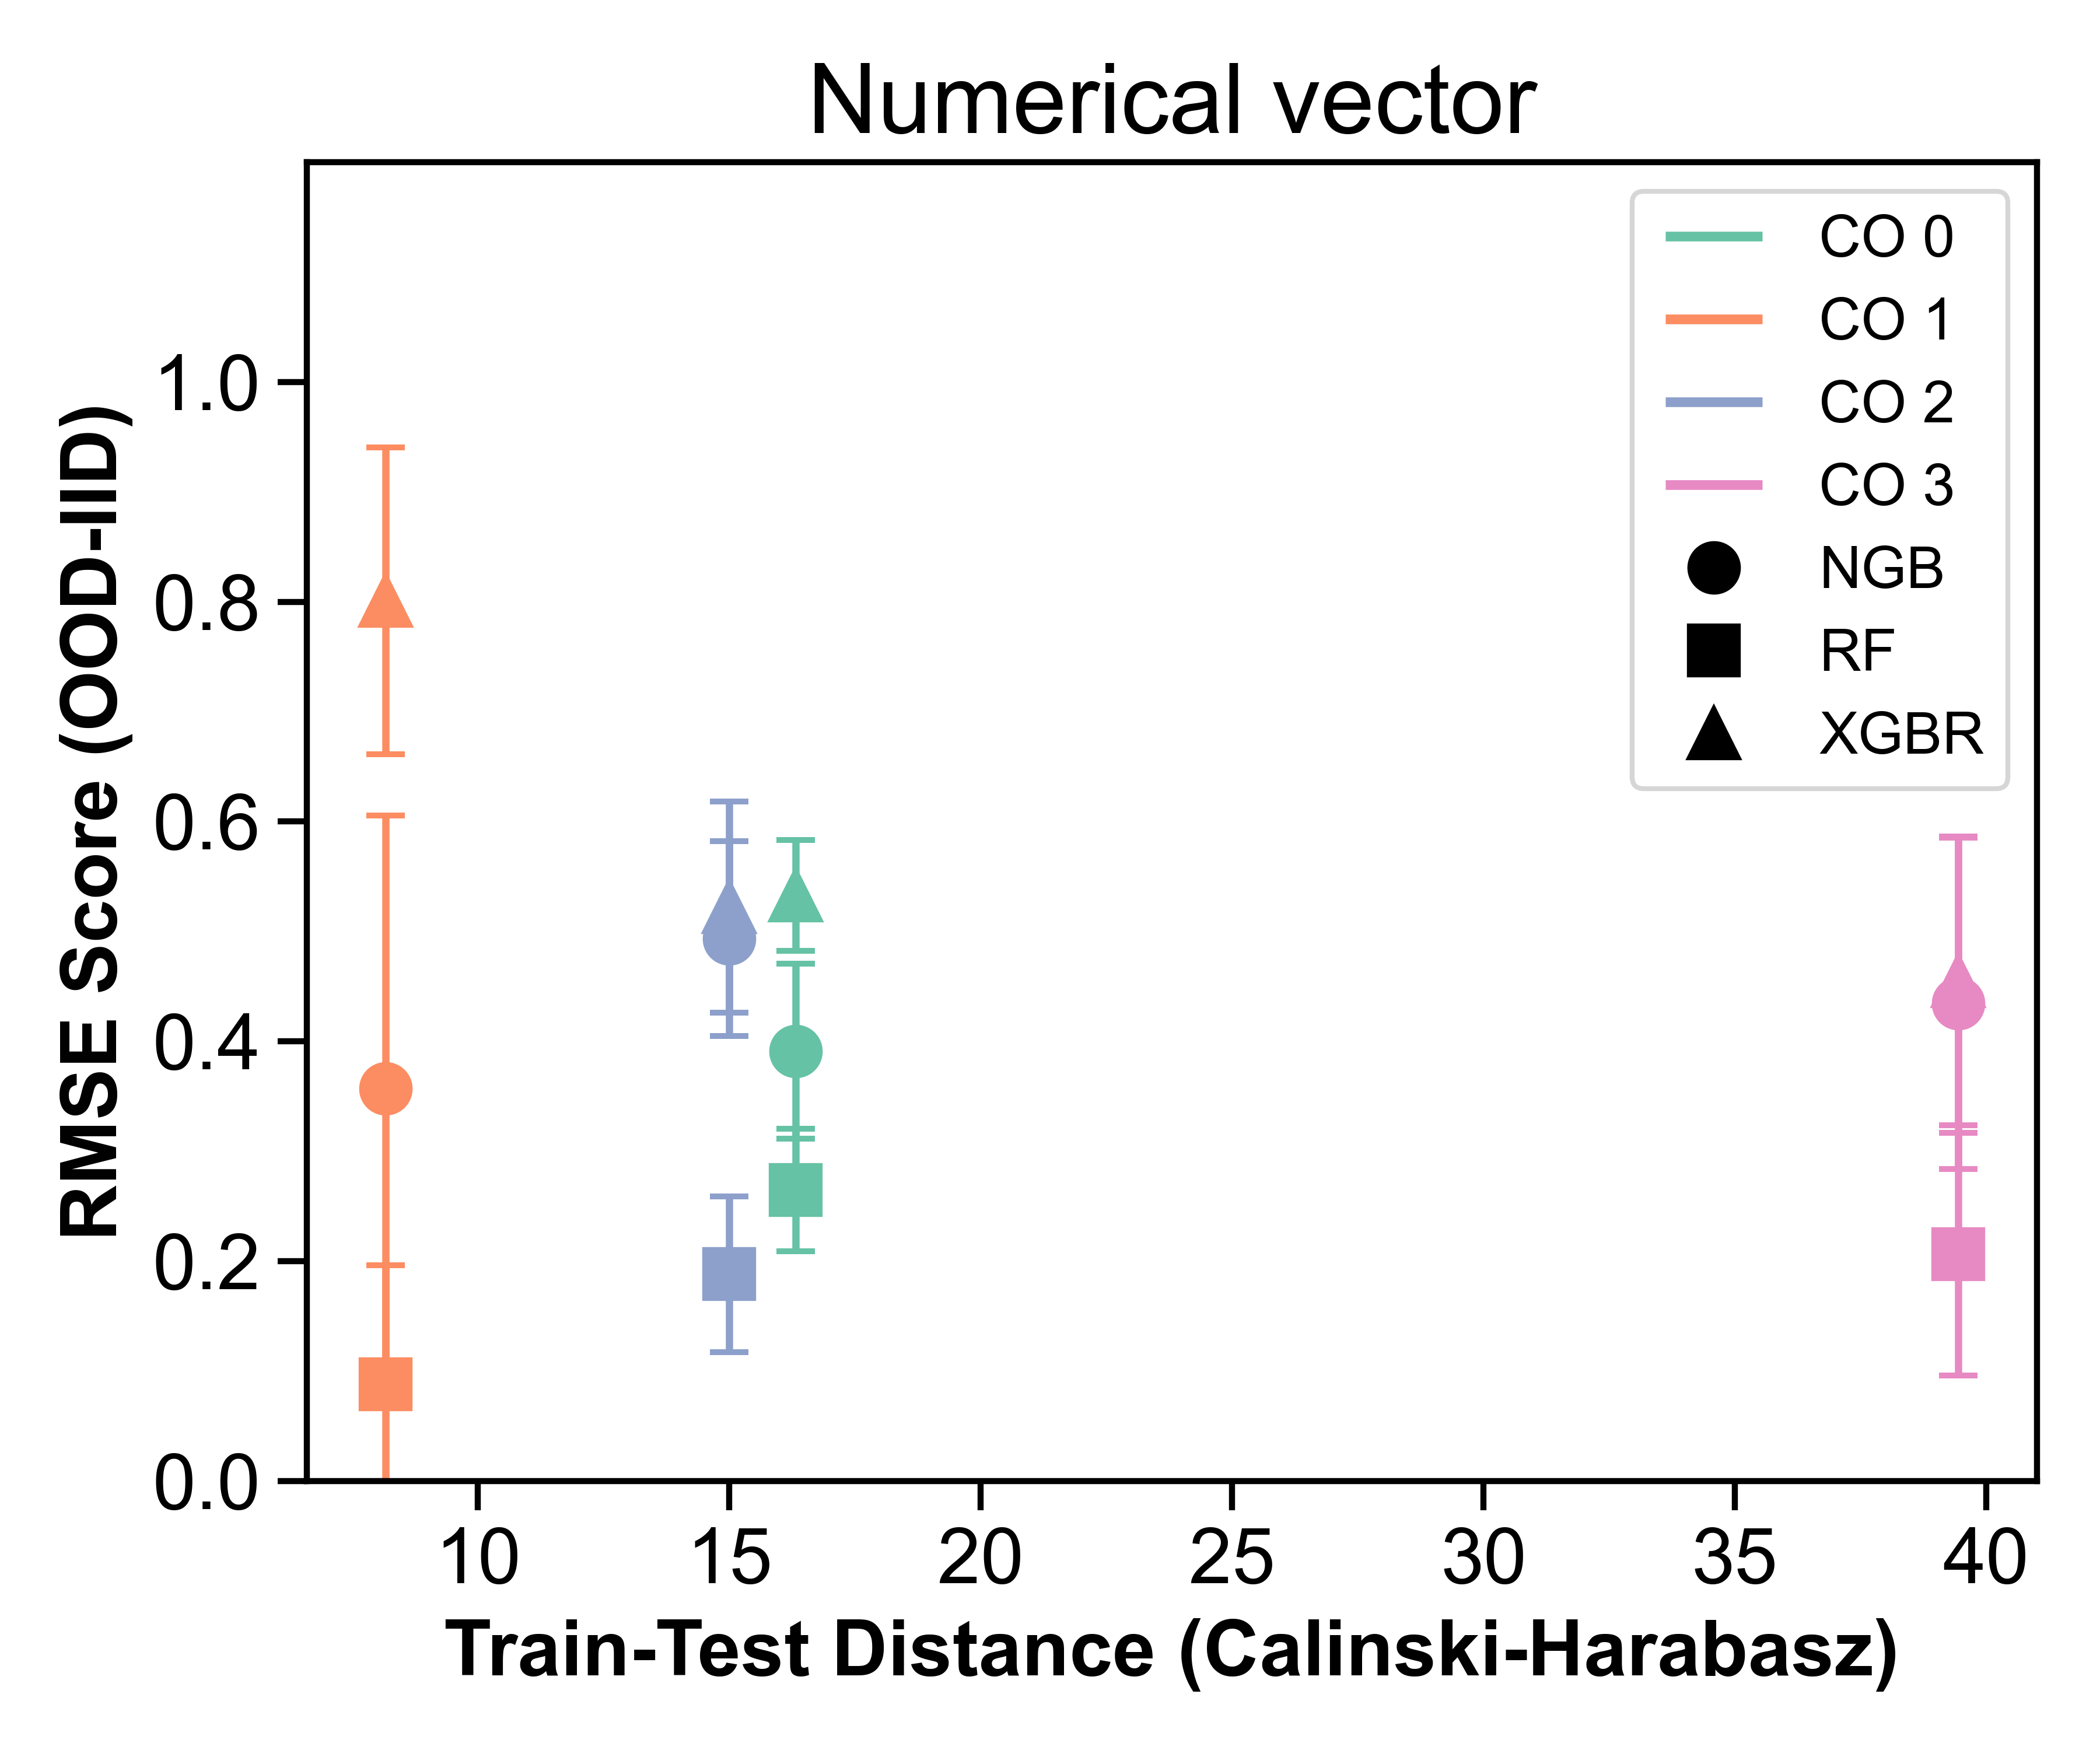 Numerical vector
RMSE Score (OOD-IID)
1.0
0.8
0.6
0.4
0.2
0.0
CO 0
CO 1
CO 2
CO 3
NGB
RF
XGBR
10 15 20 25 30 35 40
Train-Test Distance (Calinski-Harabasz)